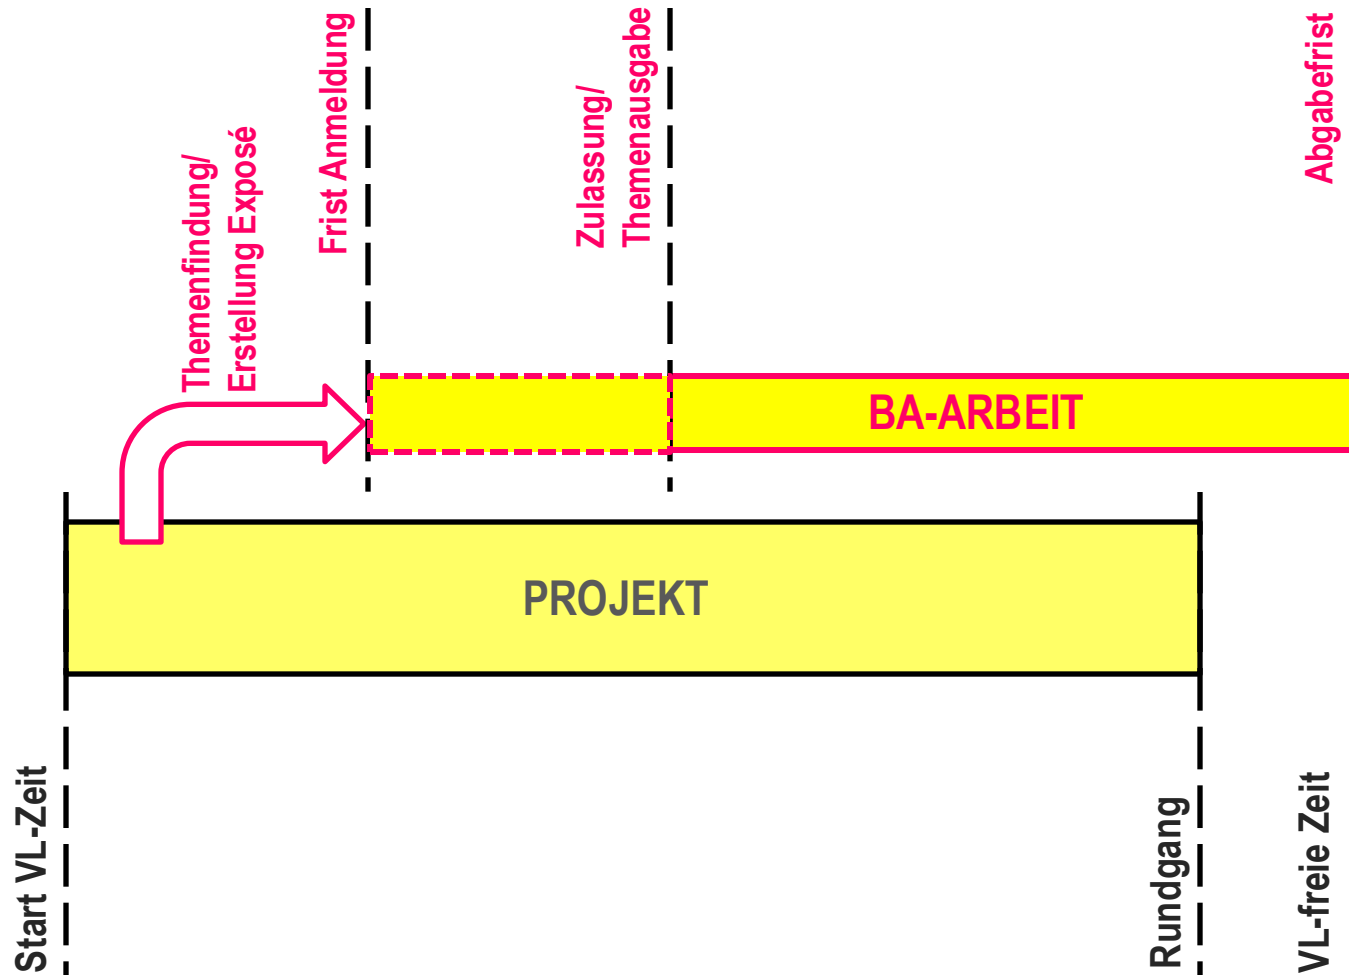 Themenfindung/
Erstellung Exposé
Frist Anmeldung
Zulassung/
Themenausgabe
Abgabefrist
BA-ARBEIT
PROJEKT
Start VL-Zeit
Rundgang
VL-freie Zeit